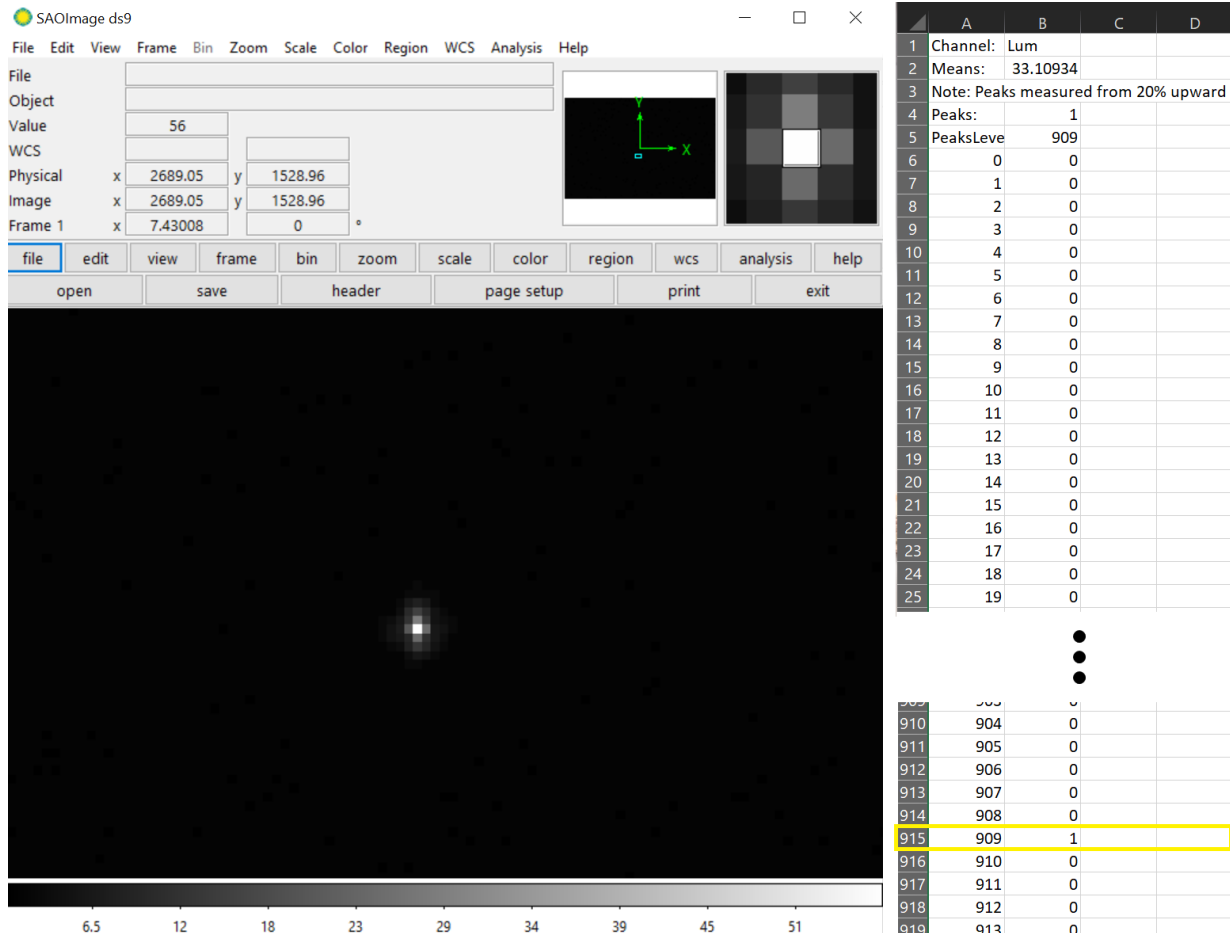 SAOImage ds9
File Edit View Frame Bin Zoom Scale Color Region WCS Analysis Help
File
Object
Value 56
WCS
Physical x 2689.05 y 1528.96
Image x 2689.05 y 1528.96
Frame 1 x 7.43008 0 °
Y
X
file edit view frame bin zoom scale color region wcs analysis help
open save header page setup print exit
6.5 12 18 23 29 34 39 45 51
A B C D
1 Channel: Lum
2 Means: 33.10934
3 Note: Peaks measured from 20% upward
4 Peaks: 1
5 PeaksLeve 909
6 0 0
7 1 0
8 2 0
9 3 0
10 4 0
11 5 0
12 6 0
13 7 0
14 8 0
15 9 0
16 10 0
17 11 0
18 12 0
19 13 0
20 14 0
21 15 0
22 16 0
23 17 0
24 18 0
25 19 0
909 903 0
910 904 0
911 905 0
912 906 0
913 907 0
914 908 0
915 909 1
916 910 0
917 911 0
918 912 0
919 913 0